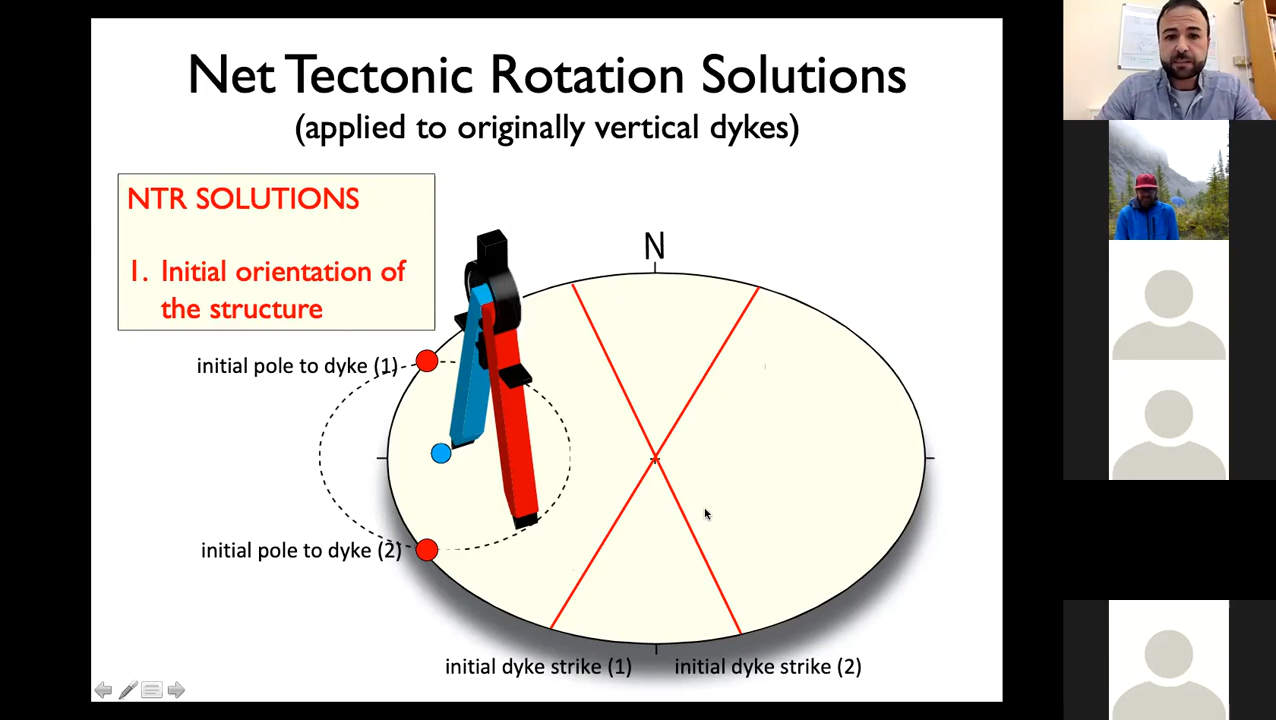 Net Tectonic Rotation Solutions
(applied to originally vertical dykes)
NTR SOLUTIONS
1. Initial orientation of
the structure
N
initial pole to dyke (1)
initial pole to dyke (2)
initial dyke strike (1)
initial dyke strike (2)